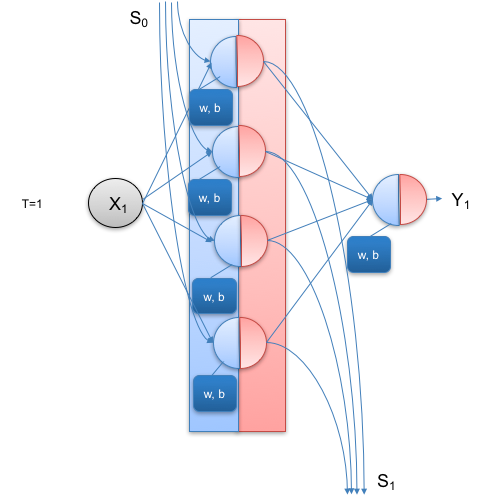 S₀
w, b
w, b
T=1
X₁
Y₁
w, b
w, b
w, b
S₁